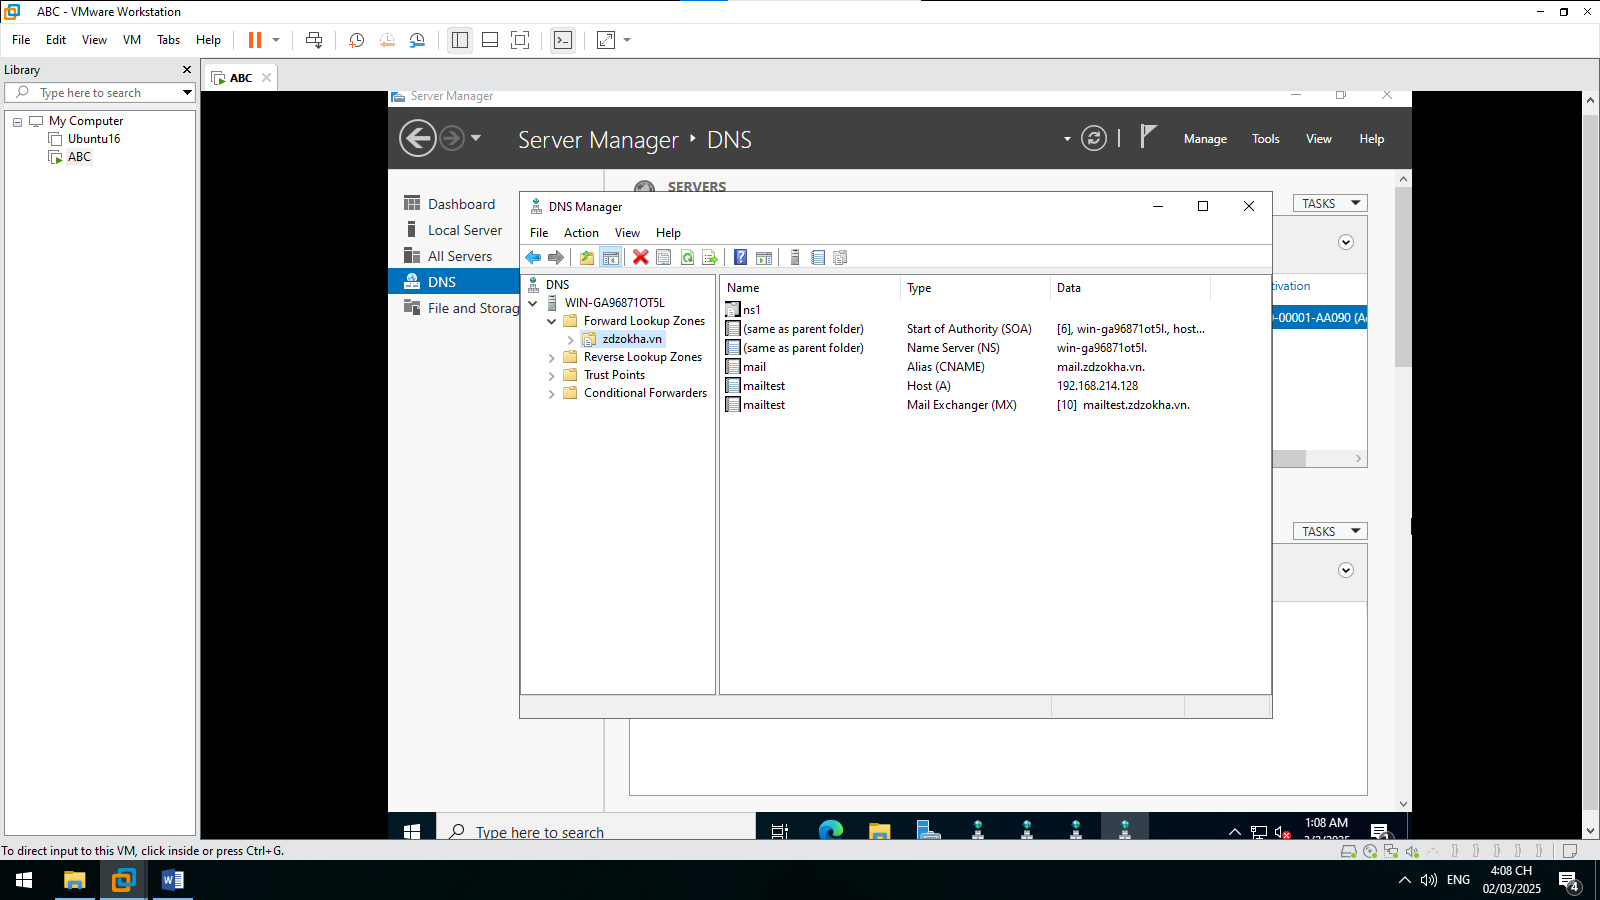 ABC - VMware Workstation
File Edit View VM Tabs Help
Library
Type here to search
My Computer
Ubuntu16
ABC
ABC
Server Manager
Server Manager DNS
Manage Tools View Help
Dashboard
Local Server
All Servers
DNS
File and Storag
SERVERS
TASKS
tivation
0-00001-AA090 (A
TASKS
DNS Manager
File Action View Help
DNS
WIN-GA96871OT5L
Forward Lookup Zones
zdzokha.vn
Reverse Lookup Zones
Trust Points
Conditional Forwarders
Name Type Data
ns1
(same as parent folder) Start of Authority (SOA) [6], win-ga96871ot5l., host...
(same as parent folder) Name Server (NS) win-ga96871ot5l.
mail Alias (CNAME) mail.zdzokha.vn.
mailtest Host (A) 192.168.214.128
mailtest Mail Exchanger (MX) [10] mailtest.zdzokha.vn.
Type here to search
1:08 AM
1
To direct input to this VM, click inside or press Ctrl+G.
ENG
4:08 CH
02/03/2025
4